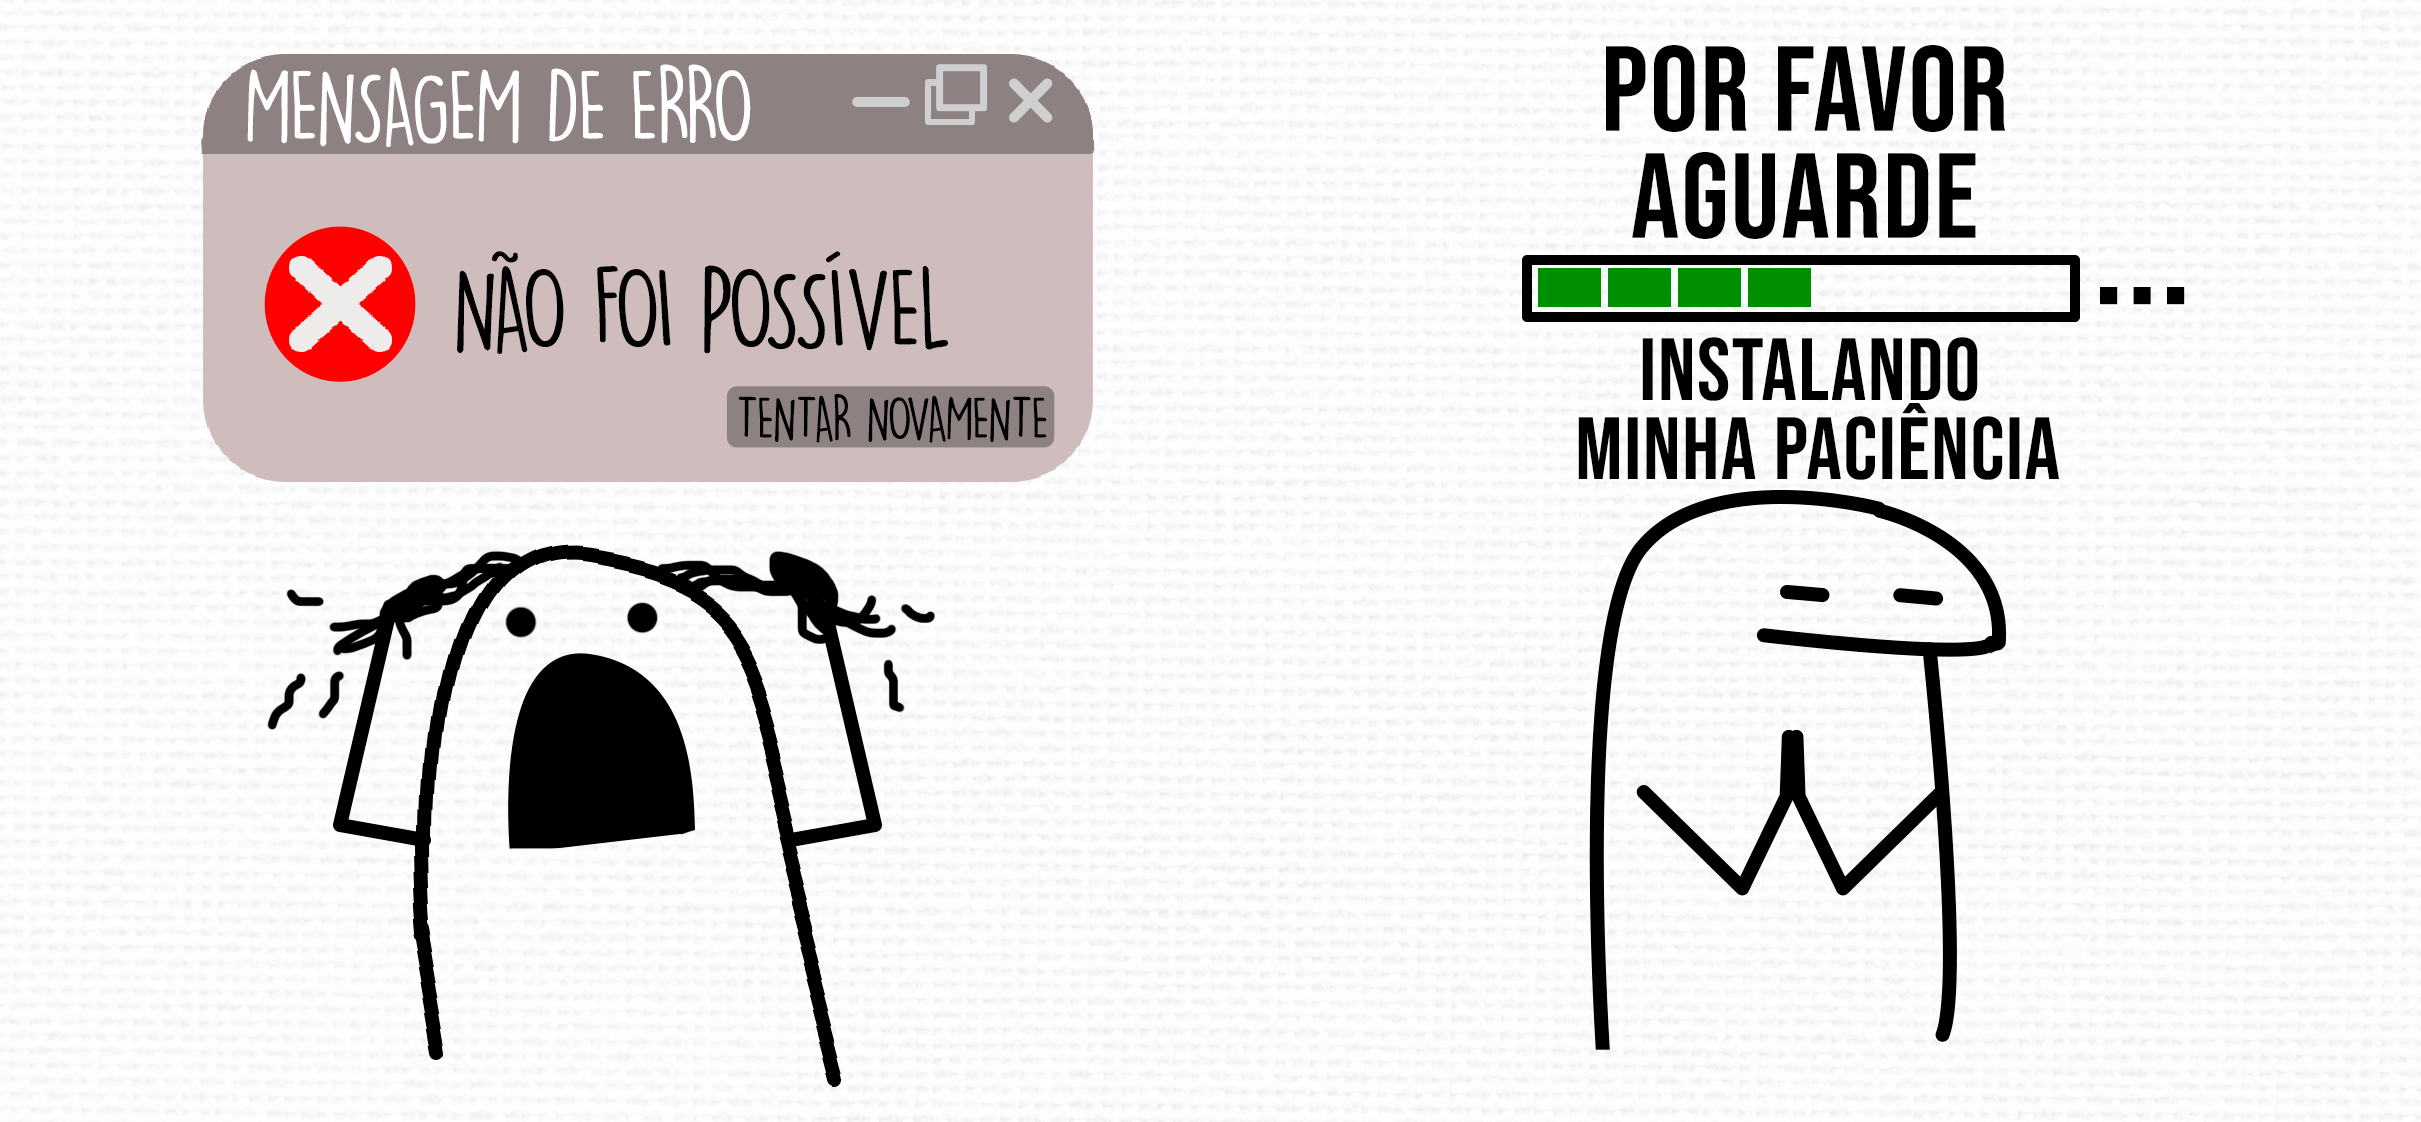 MENSAGEM DE ERRO
NÃO FOI POSSÍVEL
TENTAR NOVAMENTE
POR FAVOR
AGUARDE
...
INSTALANDO
MINHA PACIÊNCIA